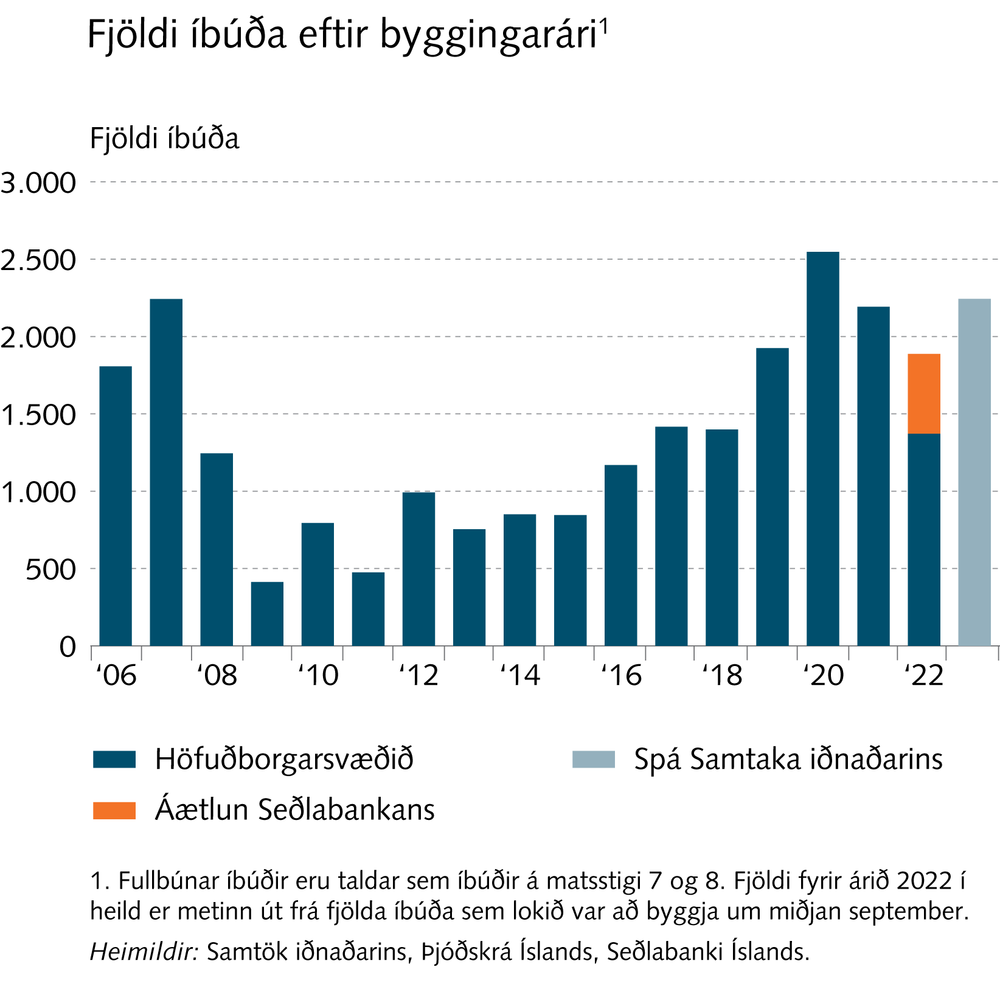 Fjöldi íbúða eftir byggingarári¹
Fjöldi íbúða
3.000
2.500
2.000
1.500
1.000
500
0
‘06 ‘08 ‘10 ‘12 ‘14 ‘16 ‘18 ‘20 ‘22
Höfuðborgarsvæðið
Spá Samtaka iðnaðarins
Áætlun Seðlabankans
1. Fullbúnar íbúðir eru taldar sem íbúðir á matsstigi 7 og 8. Fjöldi fyrir árið 2022 í
heild er metinn út frá fjölda íbúða sem lokið var að byggja um miðjan september.
Heimildir: Samtök iðnaðarins, Þjóðskrá Íslands, Seðlabanki Íslands.